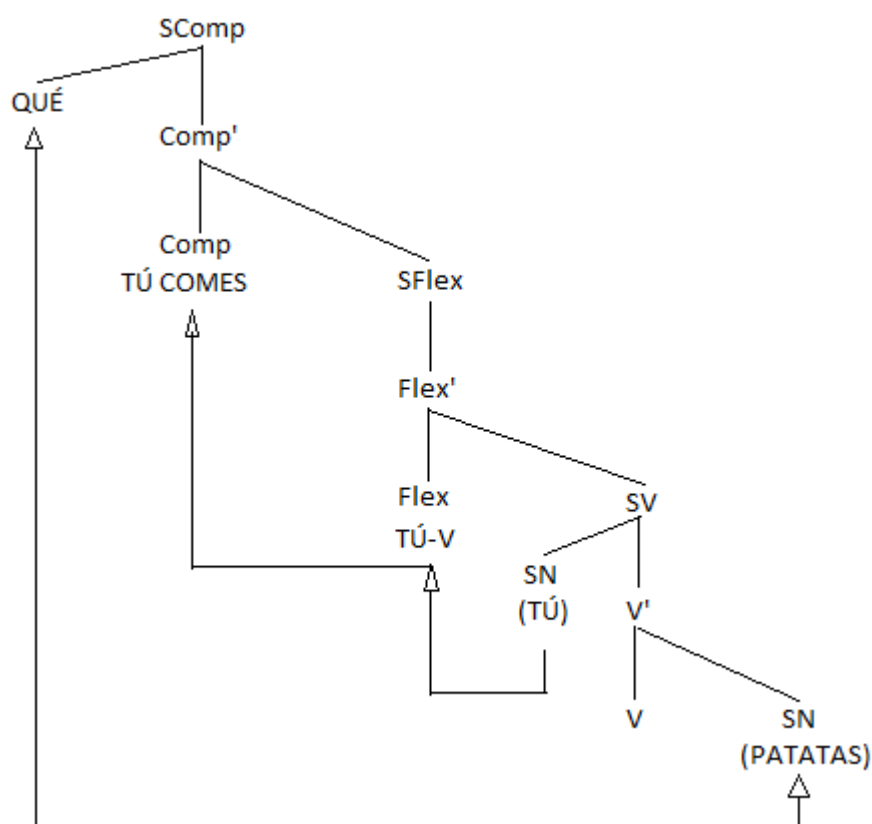 SComp
QUÉ
Comp'
Comp
TÚ COMES
SFlex
Flex'
Flex
TÚ-V
SV
SN
(TÚ)
V'
V
SN
(PATATAS)